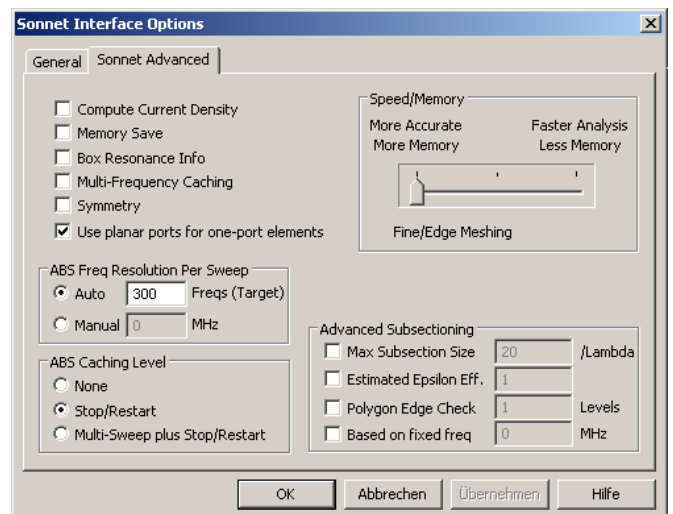 Sonnet Interface Options
General
Sonnet Advanced
Compute Current Density
Memory Save
Box Resonance Info
Multi-Frequency Caching
Symmetry
Use planar ports for one-port elements
Speed/Memory
More Accurate Faster Analysis
More Memory Less Memory
Fine/Edge Meshing
ABS Freq Resolution Per Sweep
Auto 300 Freqs (Target)
Manual 0 MHz
ABS Caching Level
None
Stop/Restart
Multi-Sweep plus Stop/Restart
Advanced Subsectioning
Max Subsection Size 20 /Lambda
Estimated Epsilon Eff. 1
Polygon Edge Check 1 Levels
Based on fixed freq 0 MHz
OK Abbrechen Übernehmen Hilfe